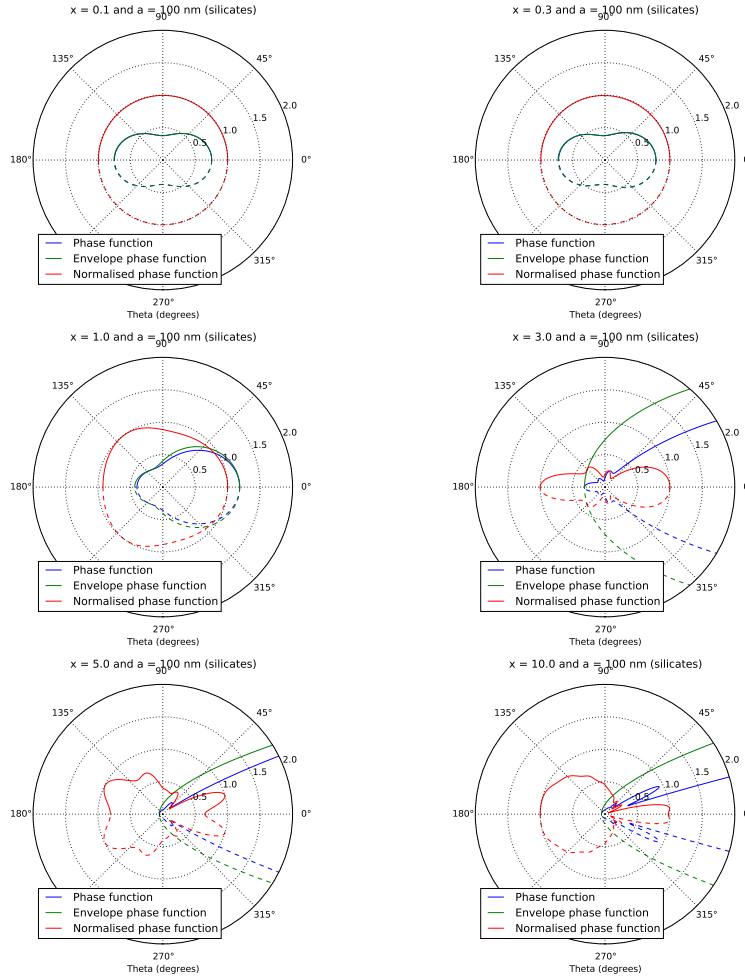 x = 0.1 and a = 100 nm (silicates)
90°
135°
45°
2.0
1.5
1.0
0.5
180°
0°
Phase function
Envelope phase function
Normalised phase function
315°
270°
Theta (degrees)
x = 0.3 and a = 100 nm (silicates)
90°
135°
45°
2.0
1.5
1.0
0.5
180°
Phase function
Envelope phase function
Normalised phase function
315°
270°
Theta (degrees)
x = 1.0 and a = 100 nm (silicates)
90°
135°
45°
2.0
1.5
1.0
0.5
180°
0°
Phase function
Envelope phase function
Normalised phase function
315°
270°
Theta (degrees)
x = 3.0 and a = 100 nm (silicates)
90°
135°
45°
2.0
1.5
1.0
0.5
180°
Phase function
Envelope phase function
Normalised phase function
315°
270°
Theta (degrees)
x = 5.0 and a = 100 nm (silicates)
90°
135°
45°
2.0
1.5
1.0
0.5
180°
0°
Phase function
Envelope phase function
Normalised phase function
315°
270°
Theta (degrees)
x = 10.0 and a = 100 nm (silicates)
90°
135°
45°
2.0
1.5
1.0
0.5
180°
Phase function
Envelope phase function
Normalised phase function
315°
270°
Theta (degrees)